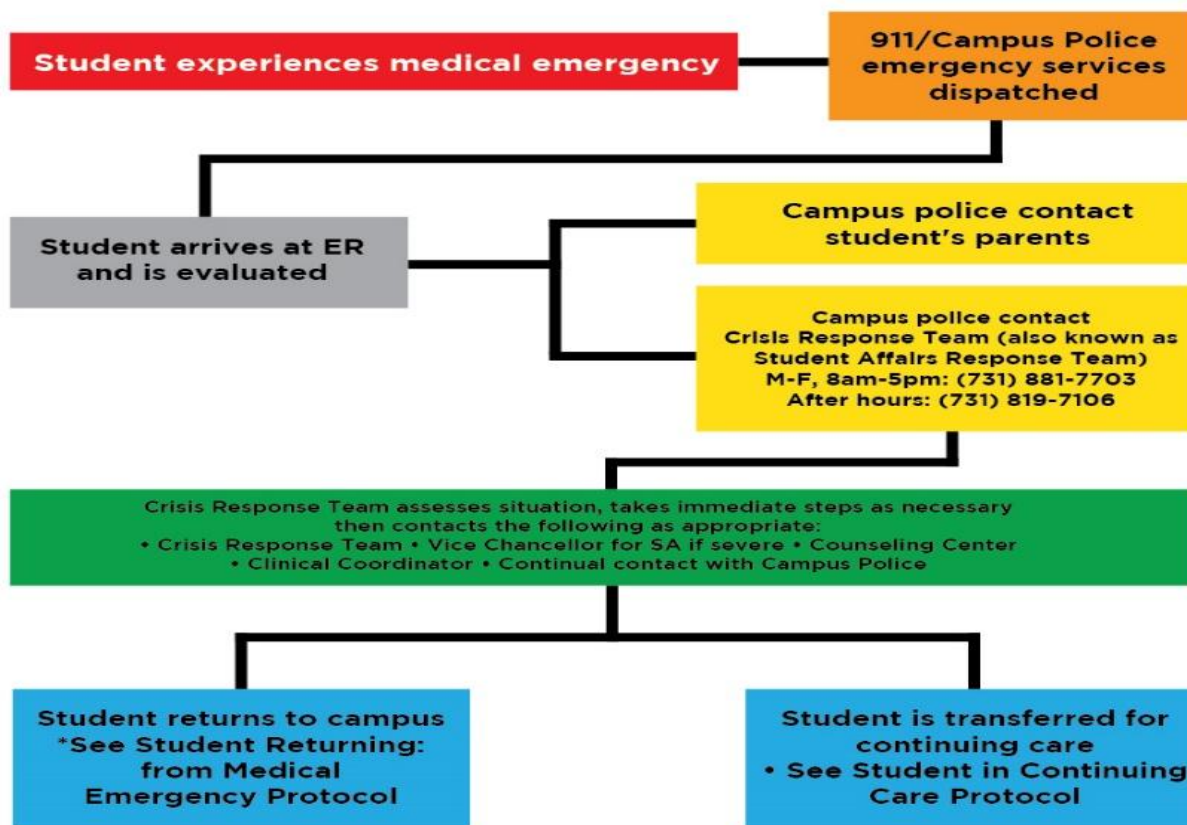 Student experiences medical emergency
911/Campus Police
emergency services
dispatched
Student arrives at ER
and is evaluated
Campus police contact
student's parents
Campus police contact
Crisis Response Team (also known as
Student Affairs Response Team)
M-F, 8am-5pm: (731) 881-7703
After hours: (731) 819-7106
Crisis Response Team assesses situation, takes immediate steps as necessary
then contacts the following as appropriate:
• Crisis Response Team • Vice Chancellor for SA if severe • Counseling Center
• Clinical Coordinator • Continual contact with Campus Police
Student returns to campus
*See Student Returning:
from Medical
Emergency Protocol
Student is transferred for
continuing care
• See Student in Continuing
Care Protocol